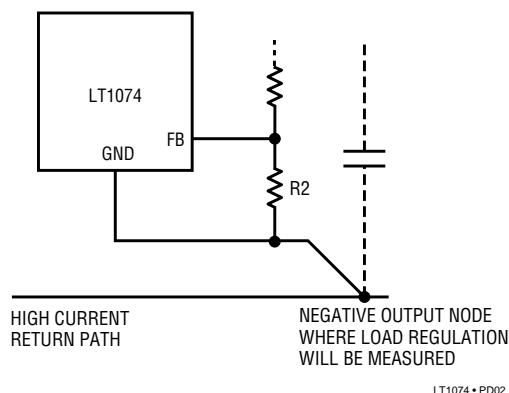 LT1074
FB
GND
R2
HIGH CURRENT
RETURN PATH
NEGATIVE OUTPUT NODE
WHERE LOAD REGULATION
WILL BE MEASURED
LT1074 • PD02